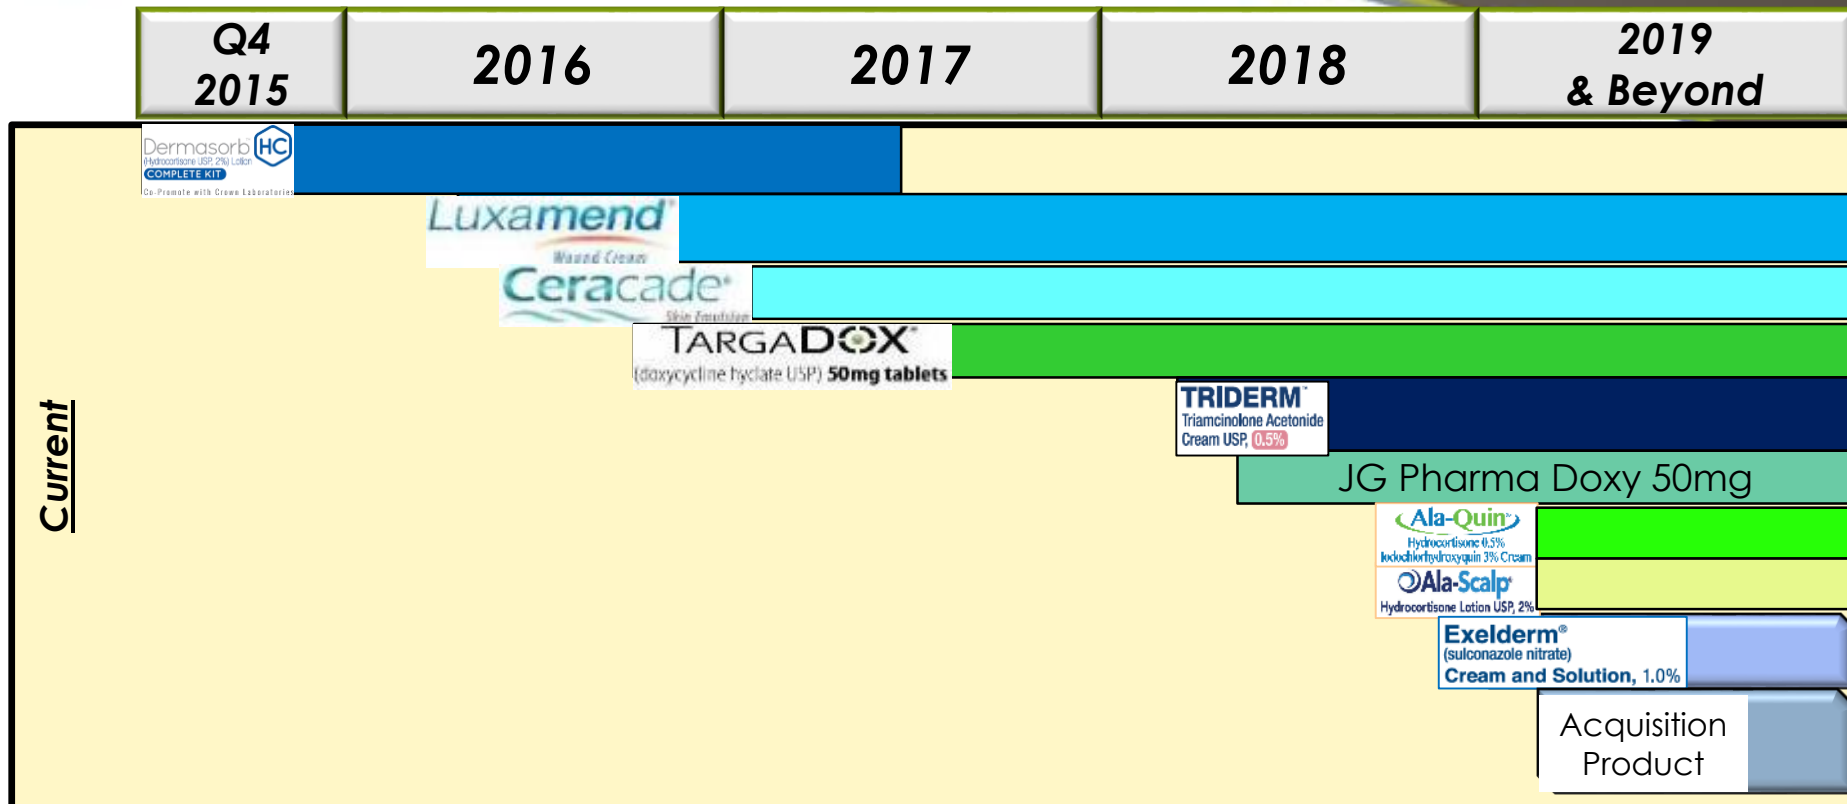 Q4
2015
2016
2017
2018
2019
& Beyond
Current
Dermasorb™ HC
(Hydrocortisone USP, 2%) Lotion
COMPLETE KIT
Co-Promote with Crown Laboratories
Luxamend®
Wound Cream
Ceracade®
Skin Emulsion
TARGADOX®
(doxycycline hyclate USP) 50mg tablets
TRIDERM™
Triamcinolone Acetonide
Cream USP, 0.5%
JG Pharma Doxy 50mg
Ala-Quin™
Hydrocortisone 0.5%
Iodochlorhydroxyquin 3% Cream
Ala-Scalp®
Hydrocortisone Lotion USP, 2%
Exelderm®
(sulconazole nitrate)
Cream and Solution, 1.0%
Acquisition
Product